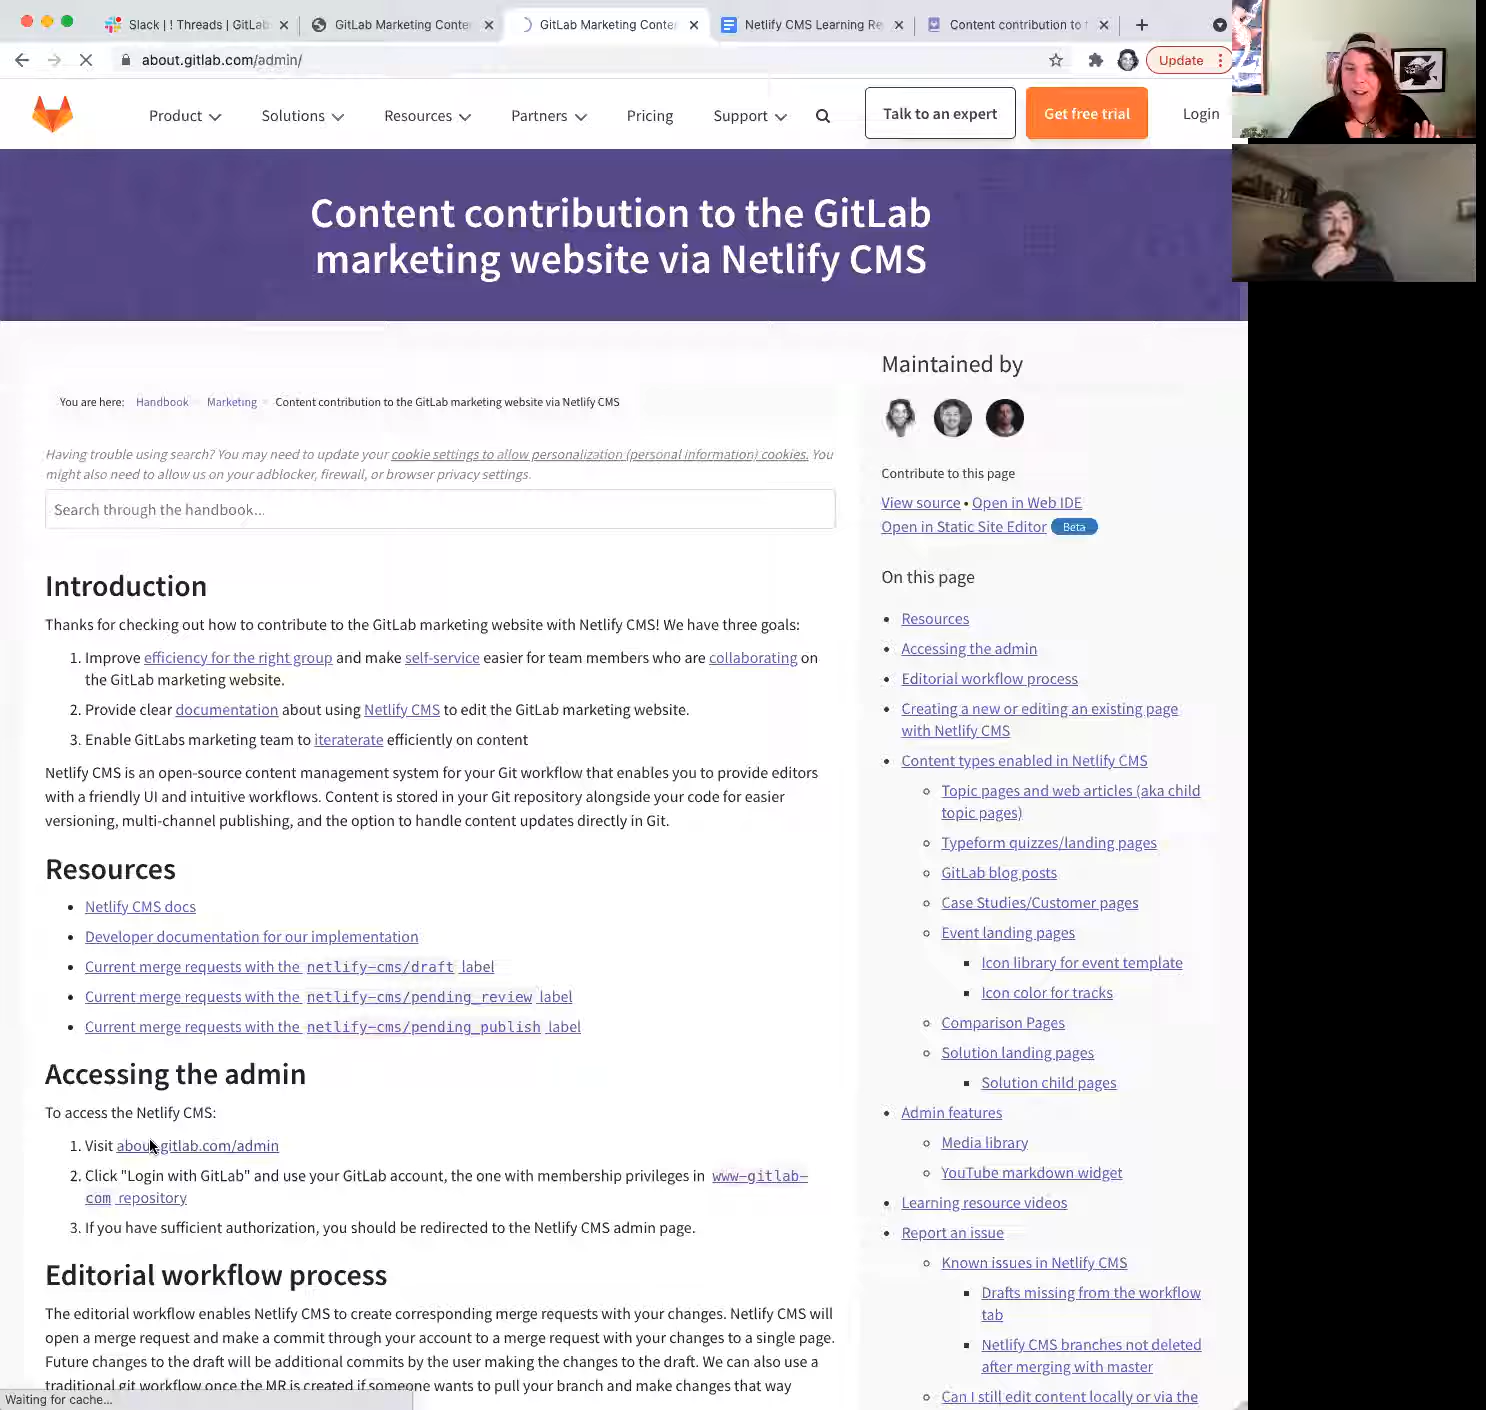 Slack | ! Threads | GitLab
GitLab Marketing Conte
GitLab Marketing Conte
Netlify CMS Learning Re
Content contribution to t
about.gitlab.com/admin/
Update
Product
Solutions
Resources
Partners
Pricing
Support
Talk to an expert
Get free trial
Login
Content contribution to the GitLab
marketing website via Netlify CMS
You are here: Handbook Marketing Content contribution to the GitLab marketing website via Netlify CMS
Having trouble using search? You may need to update your cookie settings to allow personalization (personal information) cookies. You
might also need to allow us on your adblocker, firewall, or browser privacy settings.
Search through the handbook...
Introduction
Thanks for checking out how to contribute to the GitLab marketing website with Netlify CMS! We have three goals:
1. Improve efficiency for the right group and make self-service easier for team members who are collaborating on
the GitLab marketing website.
2. Provide clear documentation about using Netlify CMS to edit the GitLab marketing website.
3. Enable GitLabs marketing team to iteraterate efficiently on content
Netlify CMS is an open-source content management system for your Git workflow that enables you to provide editors
with a friendly UI and intuitive workflows. Content is stored in your Git repository alongside your code for easier
versioning, multi-channel publishing, and the option to handle content updates directly in Git.
Resources
• Netlify CMS docs
• Developer documentation for our implementation
• Current merge requests with the netlify-cms/draft label
• Current merge requests with the netlify-cms/pending_review label
• Current merge requests with the netlify-cms/pending_publish label
Accessing the admin
To access the Netlify CMS:
1. Visit about.gitlab.com/admin
2. Click "Login with GitLab" and use your GitLab account, the one with membership privileges in www-gitlab-
com repository
3. If you have sufficient authorization, you should be redirected to the Netlify CMS admin page.
Editorial workflow process
The editorial workflow enables Netlify CMS to create corresponding merge requests with your changes. Netlify CMS will
open a merge request and make a commit through your account to a merge request with your changes to a single page.
Future changes to the draft will be additional commits by the user making the changes to the draft. We can also use a
traditional git workflow once the MR is created if someone wants to pull your branch and make changes that way
Waiting for cache...
Maintained by
Contribute to this page
View source • Open in Web IDE
Open in Static Site Editor Beta
On this page
• Resources
• Accessing the admin
• Editorial workflow process
• Creating a new or editing an existing page
with Netlify CMS
• Content types enabled in Netlify CMS
Topic pages and web articles (aka child
topic pages)
Typeform quizzes/landing pages
GitLab blog posts
Case Studies/Customer pages
Event landing pages
Icon library for event template
Icon color for tracks
Comparison Pages
Solution landing pages
Solution child pages
• Admin features
Media library
YouTube markdown widget
• Learning resource videos
• Report an issue
Known issues in Netlify CMS
Drafts missing from the workflow
tab
Netlify CMS branches not deleted
after merging with master
Can I still edit content locally or via the